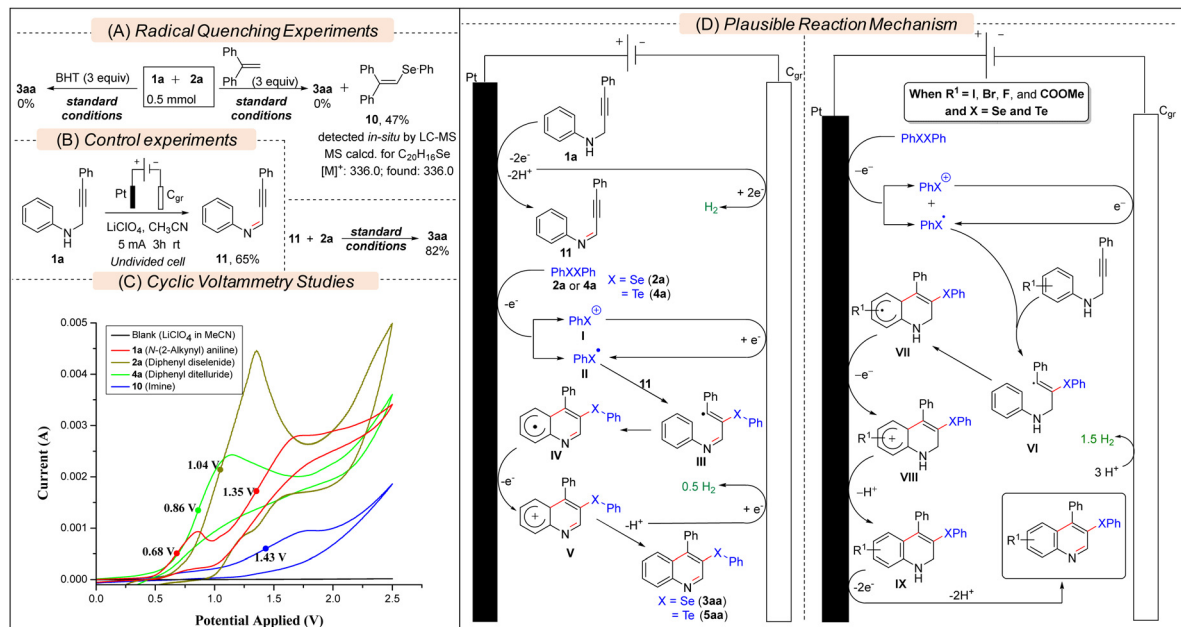 (A) Radical Quenching Experiments
3aa
0%
BHT (3 equiv)
standard
conditions
1a + 2a
0.5 mmol
Ph
Ph
(3 equiv)
standard
conditions
3aa
0%
+
Ph
SePh
Ph
10, 47%
detected in-situ by LC-MS
MS calcd. for C20H16Se
[M]+: 336.0; found: 336.0
(B) Control experiments
Ph
N
H
1a
+ −
Pt
Cgr
LiClO4, CH3CN
5 mA 3h rt
Undivided cell
Ph
N
11, 65%
11 + 2a
standard
conditions
3aa
82%
(C) Cyclic Voltammetry Studies
Blank (LiClO4 in MeCN)
1a (N-(2-Alkynyl) aniline)
2a (Diphenyl diselenide)
4a (Diphenyl ditelluride)
10 (Imine)
0.005
0.004
0.003
0.002
0.001
0.000
Current (A)
1.04 V
0.86 V
1.35 V
0.68 V
1.43 V
0.0 0.5 1.0 1.5 2.0 2.5
Potential Applied (V)
(D) Plausible Reaction Mechanism
+ −
Pt
Cgr
Ph
N
H
1a
-2e-
-2H+
+ 2e-
H2
Ph
N
11
PhXXPh
2a or 4a
X = Se (2a)
= Te (4a)
-e-
PhX+
I
+ e-
PhX•
II
11
Ph
X
Ph
N
III
Ph
X
Ph
N
IV
-e-
0.5 H2
+ e-
Ph
X
Ph
+
N
V
-H+
Ph
X
Ph
N
X = Se (3aa)
= Te (5aa)
+ −
Pt
Cgr
When R1 = I, Br, F, and COOMe
and X = Se and Te
PhXXPh
−e−
PhX+
+
PhX•
e−
Ph
R1
N
H
Ph
XPh
R1
N
H
VII
Ph
XPh
N
H
VI
−e−
Ph
XPh
R1
+
N
H
VIII
1.5 H2
3 H+
−H+
Ph
XPh
R1
N
H
IX
Ph
XPh
R1
N
-2e-
-2H+